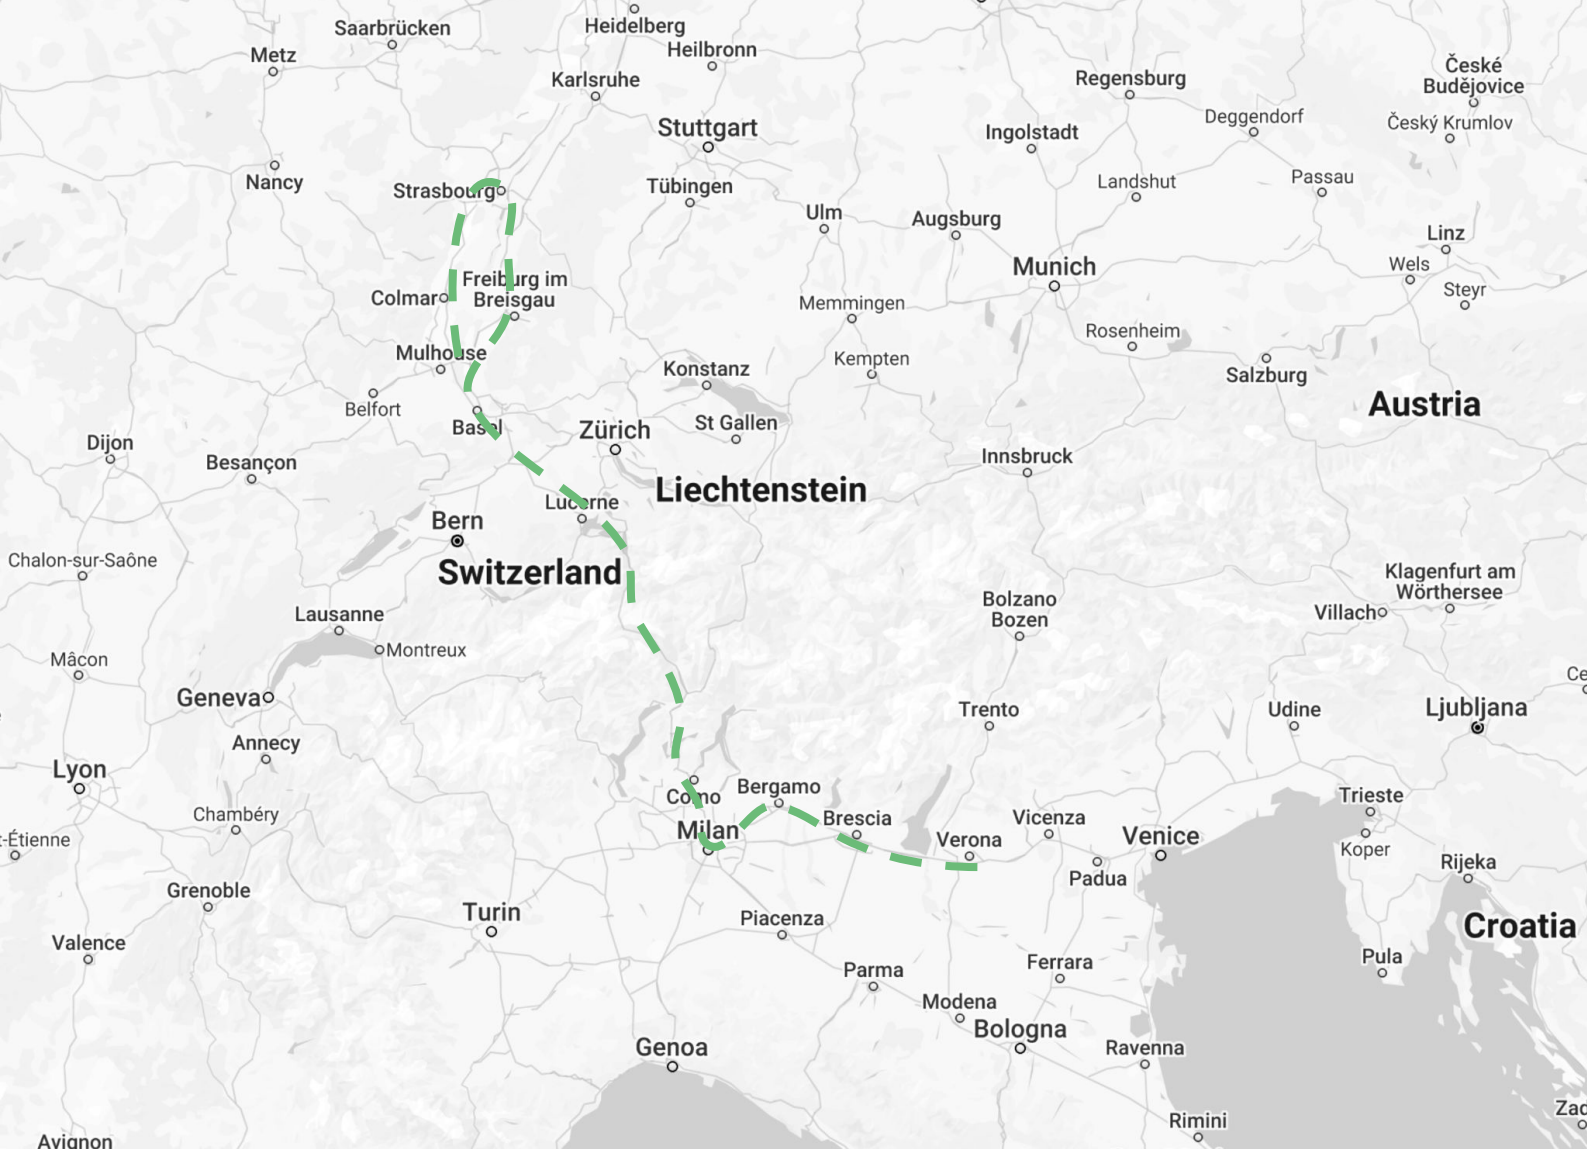 Saarbrücken
Heidelberg
Metz
Heilbronn
Karlsruhe
Regensburg
České
Budějovice
Stuttgart
Ingolstadt
Deggendorf
Český Krumlov
Nancy
Strasbourg
Tübingen
Landshut
Passau
Ulm
Augsburg
Linz
Munich
Wels
Steyr
Freiburg im
Breisgau
Colmar
Memmingen
Rosenheim
Mulhouse
Konstanz
Kempten
Salzburg
Belfort
Austria
Basel
Zürich
St Gallen
Dijon
Besançon
Innsbruck
Liechtenstein
Lucerne
Bern
Chalon-sur-Saône
Switzerland
Klagenfurt am
Wörthersee
Bolzano
Bozen
Villach
Lausanne
Montreux
Mâcon
Ce
Geneva
Trento
Udine
Ljubljana
Annecy
Lyon
Como
Bergamo
Trieste
Chambéry
Milan
Brescia
Vicenza
Venice
t-Étienne
Verona
Koper
Padua
Rijeka
Grenoble
Turin
Piacenza
Croatia
Valence
Parma
Ferrara
Pula
Modena
Bologna
Genoa
Ravenna
Zad
Rimini
Avignon